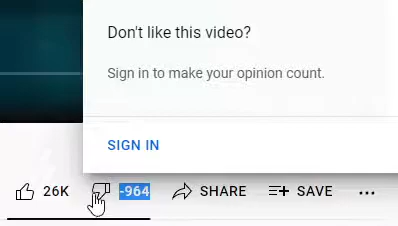 Don't like this video?
Sign in to make your opinion count.
SIGN IN
26K -964 SHARE SAVE